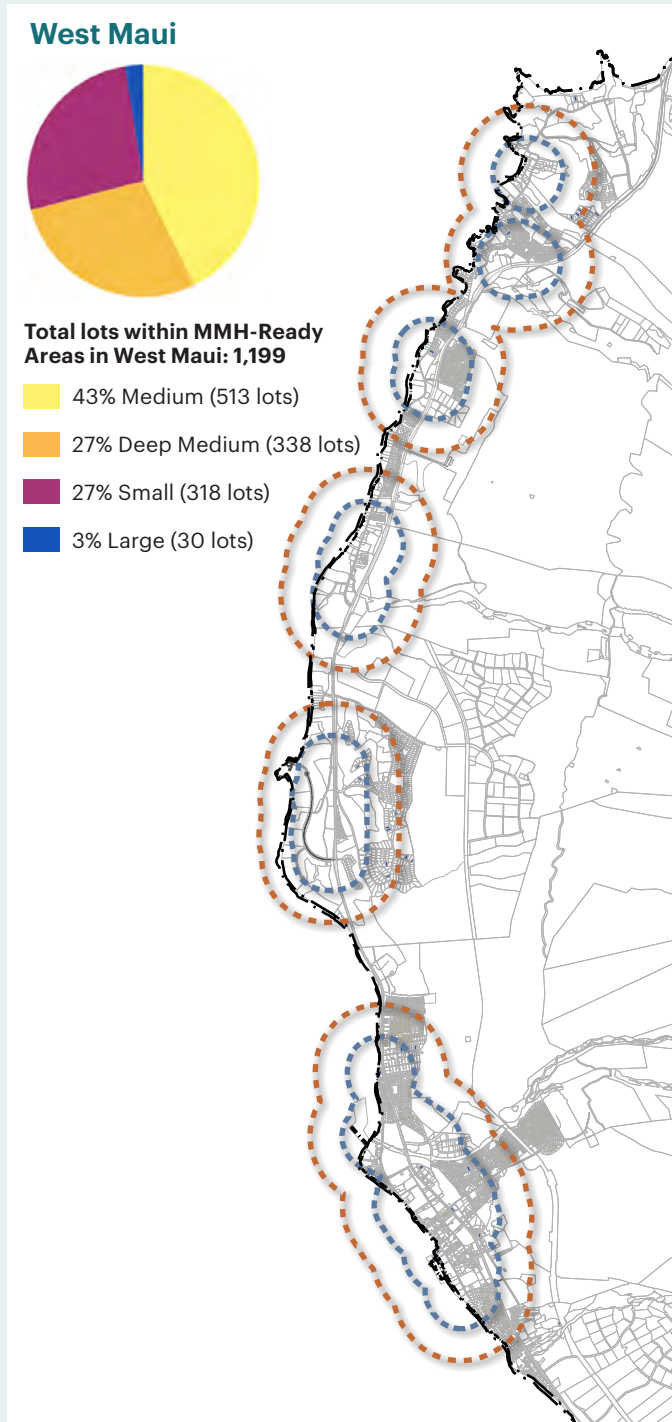 West Maui
Total lots within MMH-Ready
Areas in West Maui: 1,199
43% Medium (513 lots)
27% Deep Medium (338 lots)
27% Small (318 lots)
3% Large (30 lots)